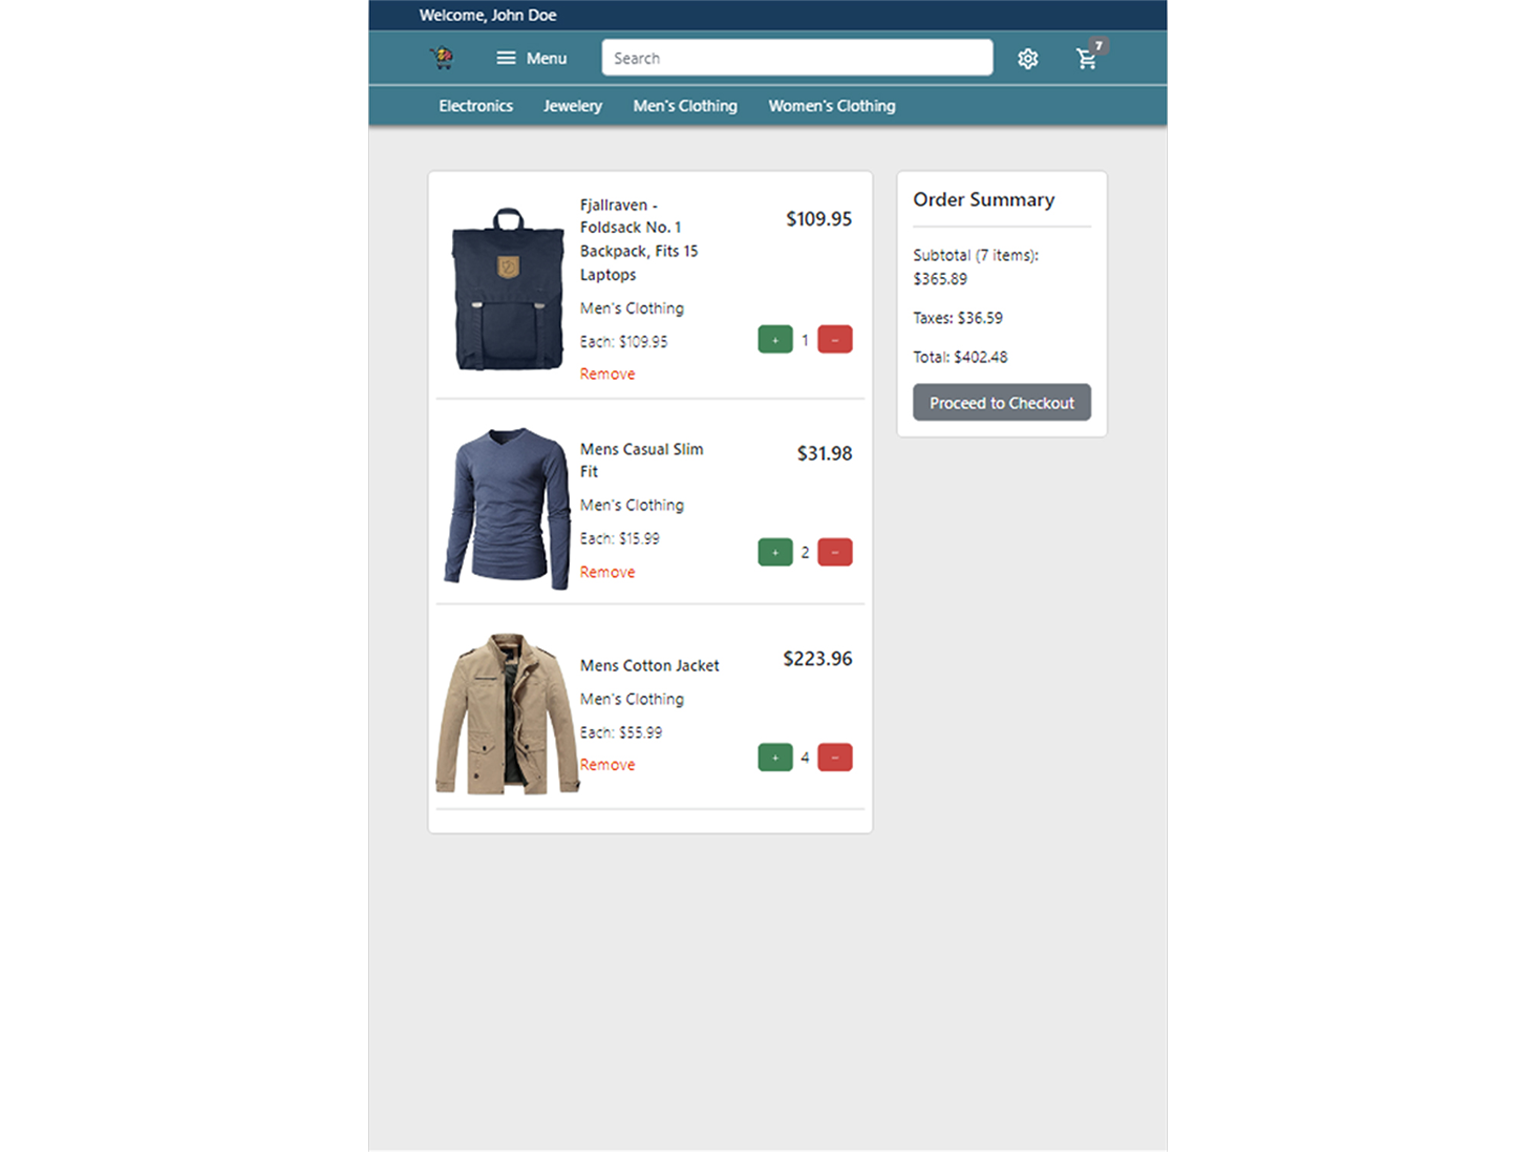 Welcome, John Doe
Menu
Search
7
Electronics
Jewelery
Men's Clothing
Women's Clothing
Fjallraven -
Foldsack No. 1
Backpack, Fits 15
Laptops
Men's Clothing
Each: $109.95
Remove
$109.95
+ 1 -
Mens Casual Slim
Fit
Men's Clothing
Each: $15.99
Remove
$31.98
+ 2 -
Mens Cotton Jacket
Men's Clothing
Each: $55.99
Remove
$223.96
+ 4 -
Order Summary
Subtotal (7 items):
$365.89
Taxes: $36.59
Total: $402.48
Proceed to Checkout